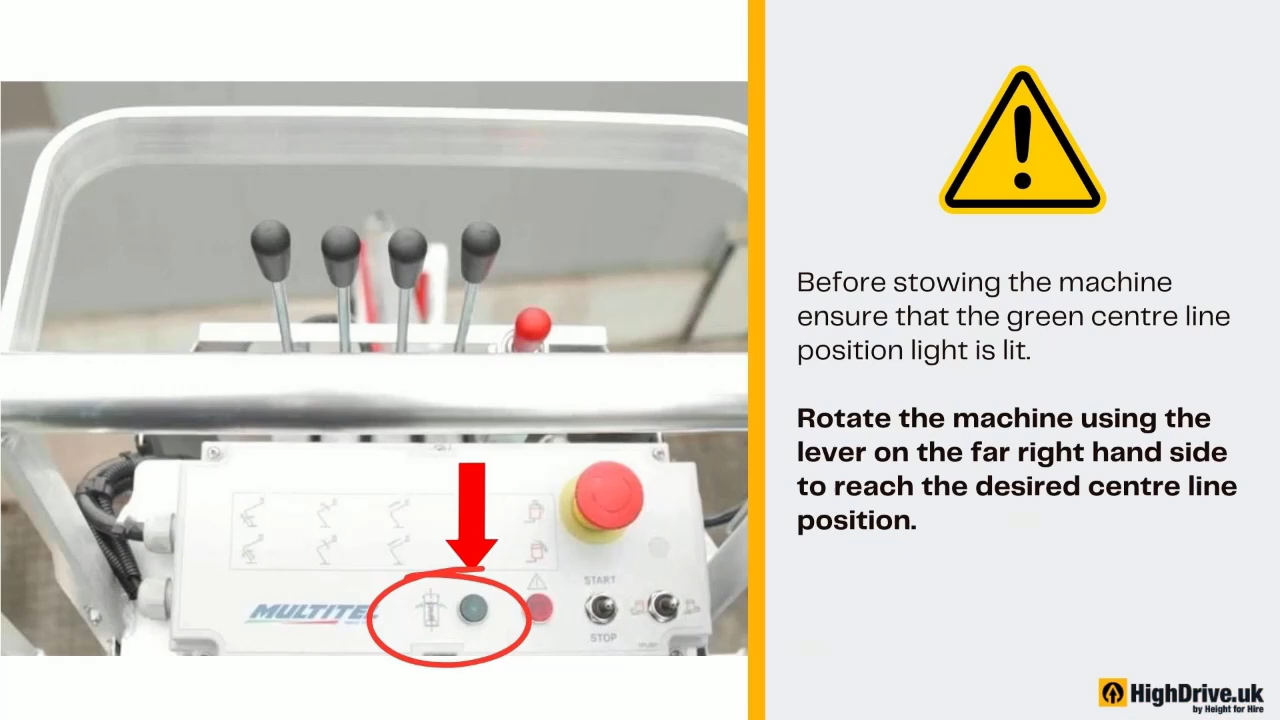 Before stowing the machine
ensure that the green centre line
position light is lit.
Rotate the machine using the
lever on the far right hand side
to reach the desired centre line
position.
START
MULTITEL
STOP
HighDrive.uk
by Height for Hire